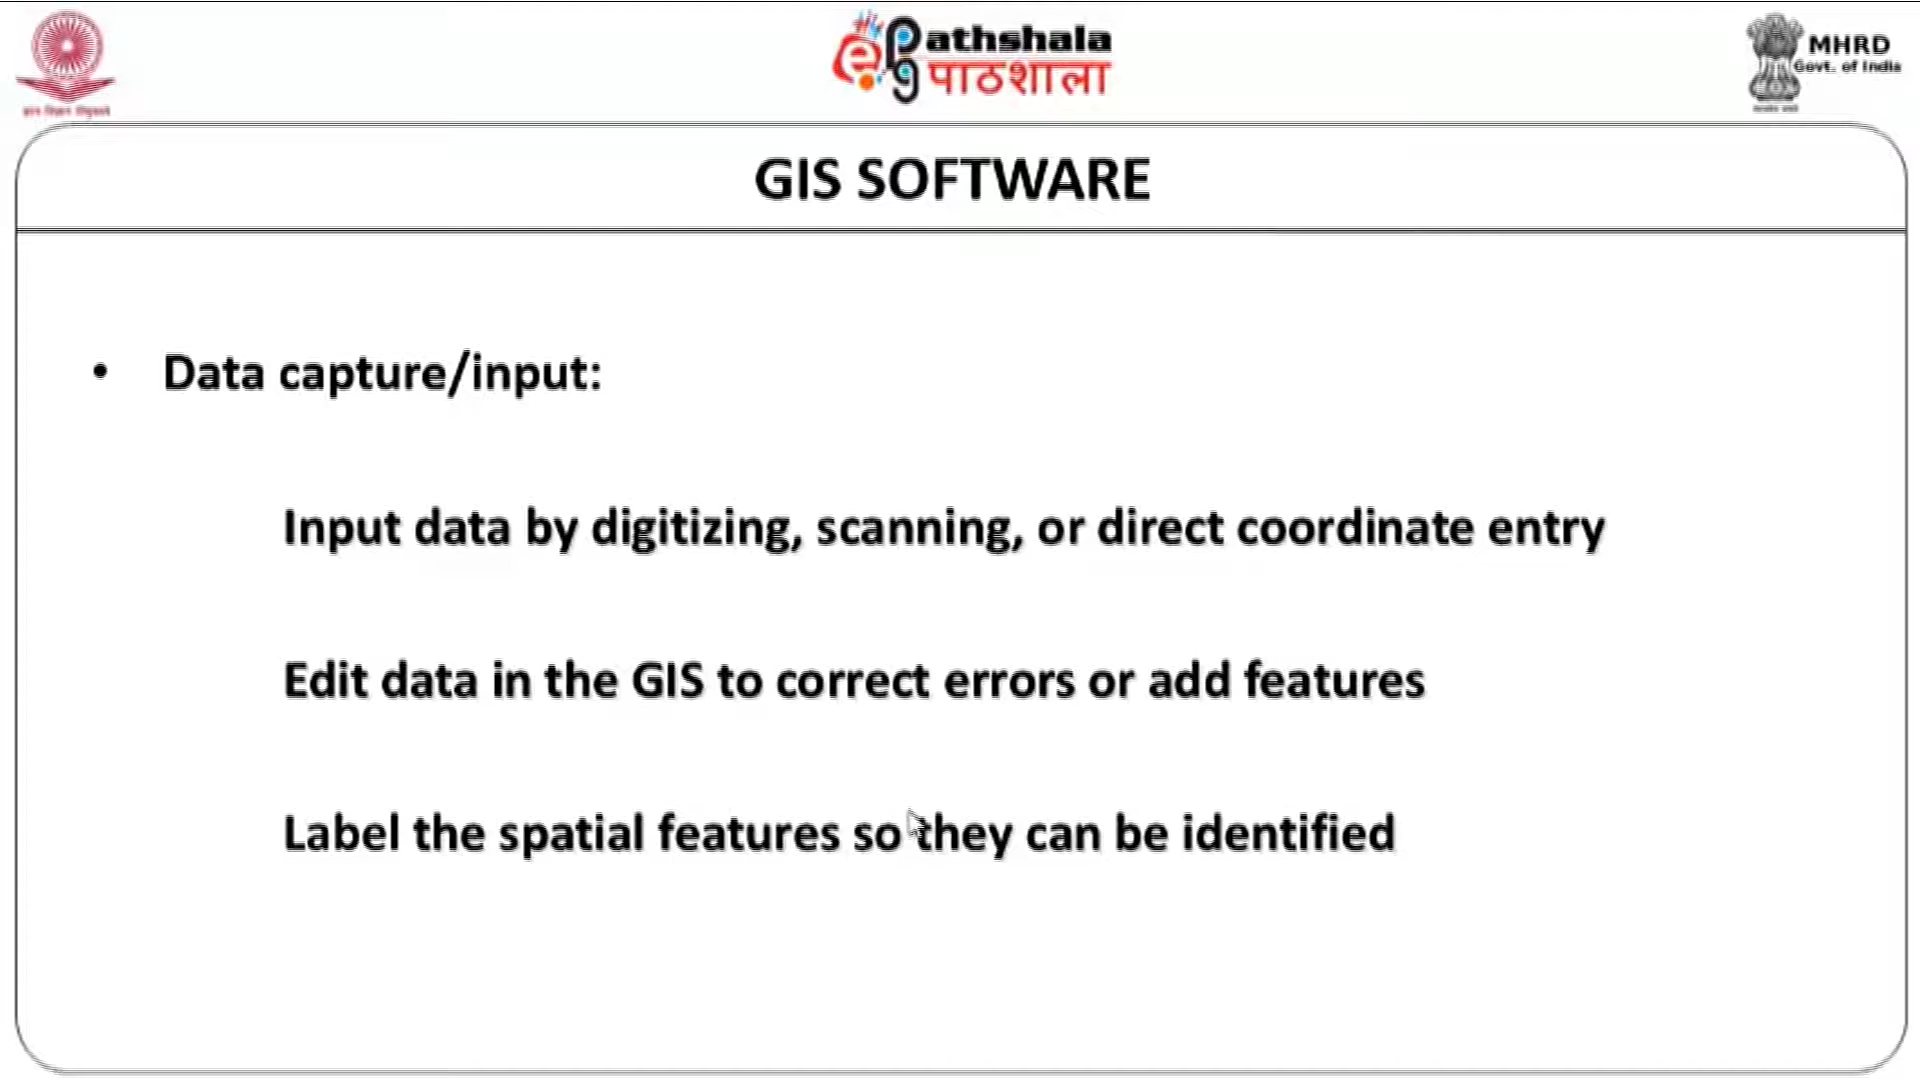 ePathshala
पाठशाला
MHRD
Govt. of India
GIS SOFTWARE
• Data capture/input:
Input data by digitizing, scanning, or direct coordinate entry
Edit data in the GIS to correct errors or add features
Label the spatial features so they can be identified